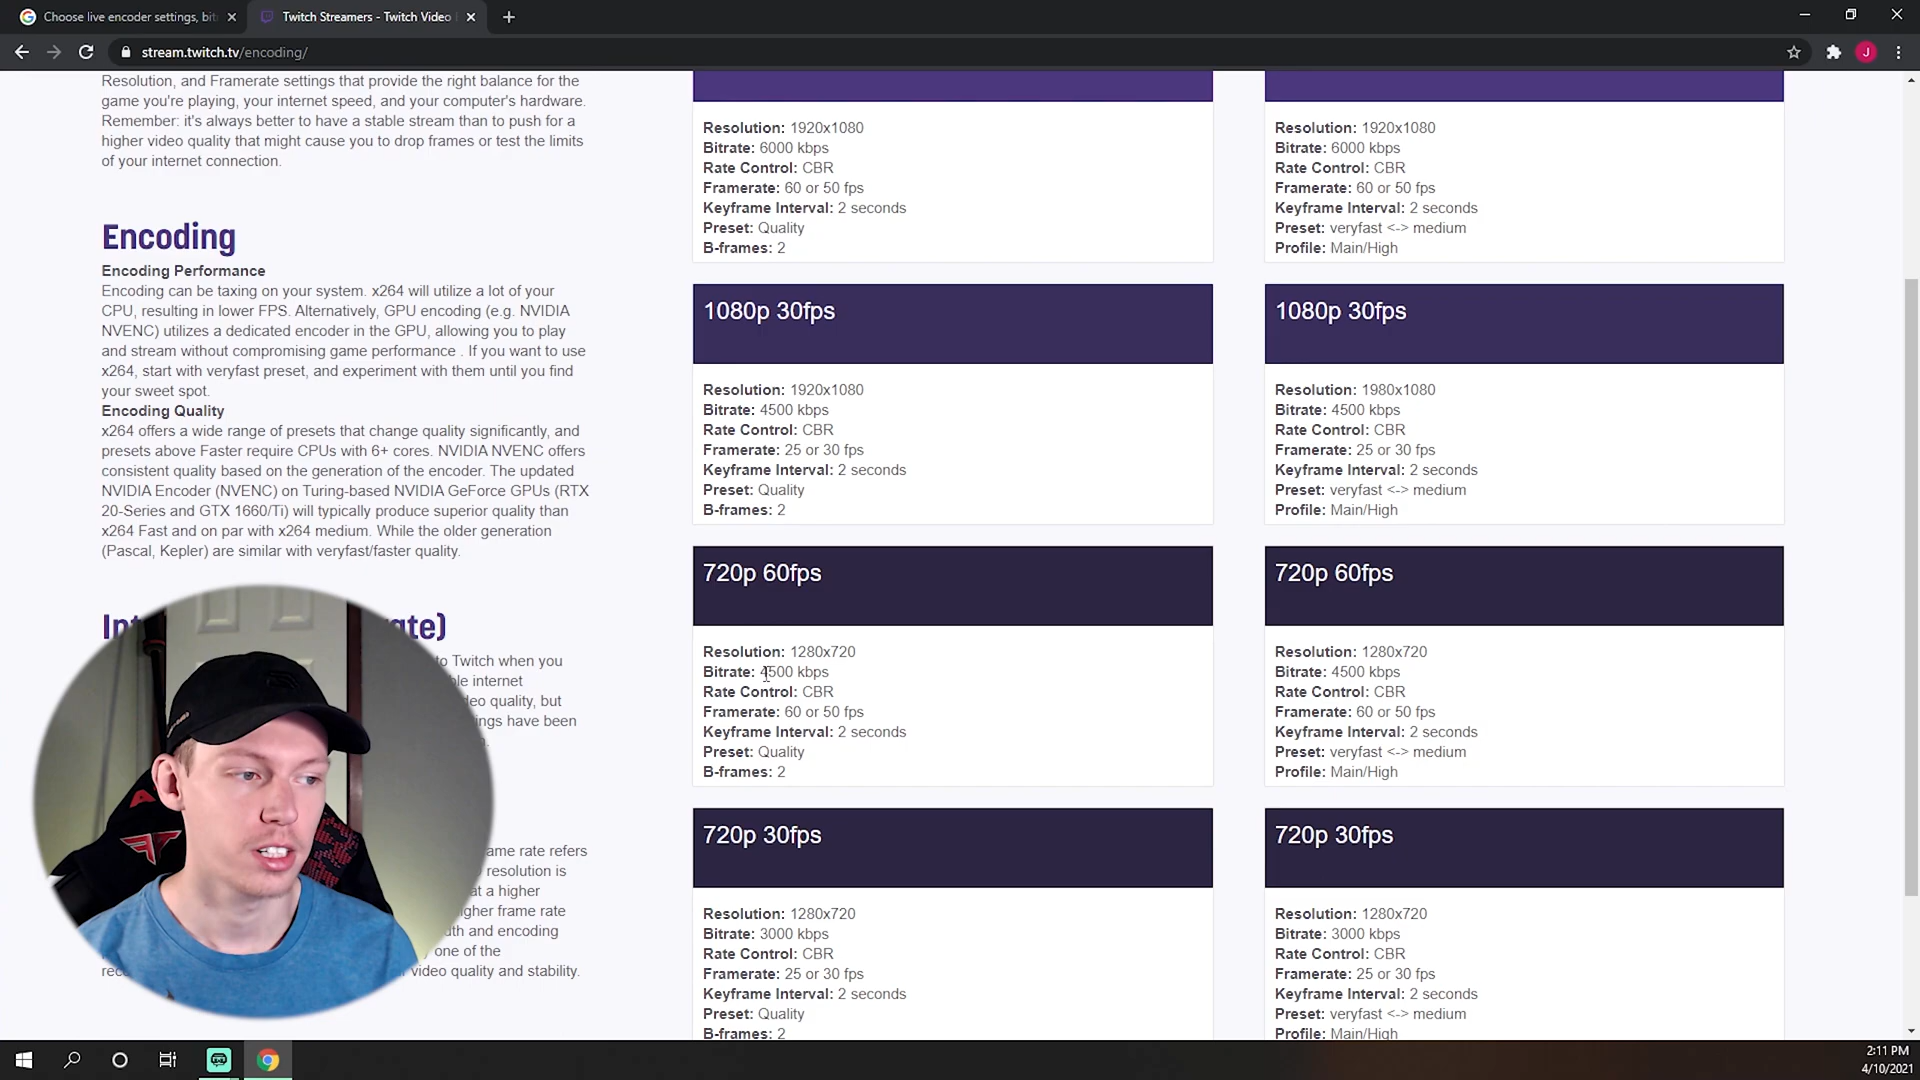 Choose live encoder settings, bit
Twitch Streamers - Twitch Video
stream.twitch.tv/encoding/
J
Resolution, and Framerate settings that provide the right balance for the
game you're playing, your internet speed, and your computer's hardware.
Remember: it's always better to have a stable stream than to push for a
higher video quality that might cause you to drop frames or test the limits
of your internet connection.
Encoding
Encoding Performance
Encoding can be taxing on your system. x264 will utilize a lot of your
CPU, resulting in lower FPS. Alternatively, GPU encoding (e.g. NVIDIA
NVENC) utilizes a dedicated encoder in the GPU, allowing you to play
and stream without compromising game performance . If you want to use
x264, start with veryfast preset, and experiment with them until you find
your sweet spot.
Encoding Quality
x264 offers a wide range of presets that change quality significantly, and
presets above Faster require CPUs with 6+ cores. NVIDIA NVENC offers
consistent quality based on the generation of the encoder. The updated
NVIDIA Encoder (NVENC) on Turing-based NVIDIA GeForce GPUs (RTX
20-Series and GTX 1660/Ti) will typically produce superior quality than
x264 Fast and on par with x264 medium. While the older generation
(Pascal, Kepler) are similar with veryfast/faster quality.
to Twitch when you
internet
video quality, but
have been
frame rate refers
resolution is
at a higher
higher frame rate
and encoding
one of the
video quality and stability.
Resolution: 1920x1080
Bitrate: 6000 kbps
Rate Control: CBR
Framerate: 60 or 50 fps
Keyframe Interval: 2 seconds
Preset: Quality
B-frames: 2
1080p 30fps
Resolution: 1920x1080
Bitrate: 4500 kbps
Rate Control: CBR
Framerate: 25 or 30 fps
Keyframe Interval: 2 seconds
Preset: Quality
B-frames: 2
720p 60fps
Resolution: 1280x720
Bitrate: 4500 kbps
Rate Control: CBR
Framerate: 60 or 50 fps
Keyframe Interval: 2 seconds
Preset: Quality
B-frames: 2
720p 30fps
Resolution: 1280x720
Bitrate: 3000 kbps
Rate Control: CBR
Framerate: 25 or 30 fps
Keyframe Interval: 2 seconds
Preset: Quality
B-frames: 2
Resolution: 1920x1080
Bitrate: 6000 kbps
Rate Control: CBR
Framerate: 60 or 50 fps
Keyframe Interval: 2 seconds
Preset: veryfast <-> medium
Profile: Main/High
1080p 30fps
Resolution: 1980x1080
Bitrate: 4500 kbps
Rate Control: CBR
Framerate: 25 or 30 fps
Keyframe Interval: 2 seconds
Preset: veryfast <-> medium
Profile: Main/High
720p 60fps
Resolution: 1280x720
Bitrate: 4500 kbps
Rate Control: CBR
Framerate: 60 or 50 fps
Keyframe Interval: 2 seconds
Preset: veryfast <-> medium
Profile: Main/High
720p 30fps
Resolution: 1280x720
Bitrate: 3000 kbps
Rate Control: CBR
Framerate: 25 or 30 fps
Keyframe Interval: 2 seconds
Preset: veryfast <-> medium
Profile: Main/High
2:11 PM
4/10/2021